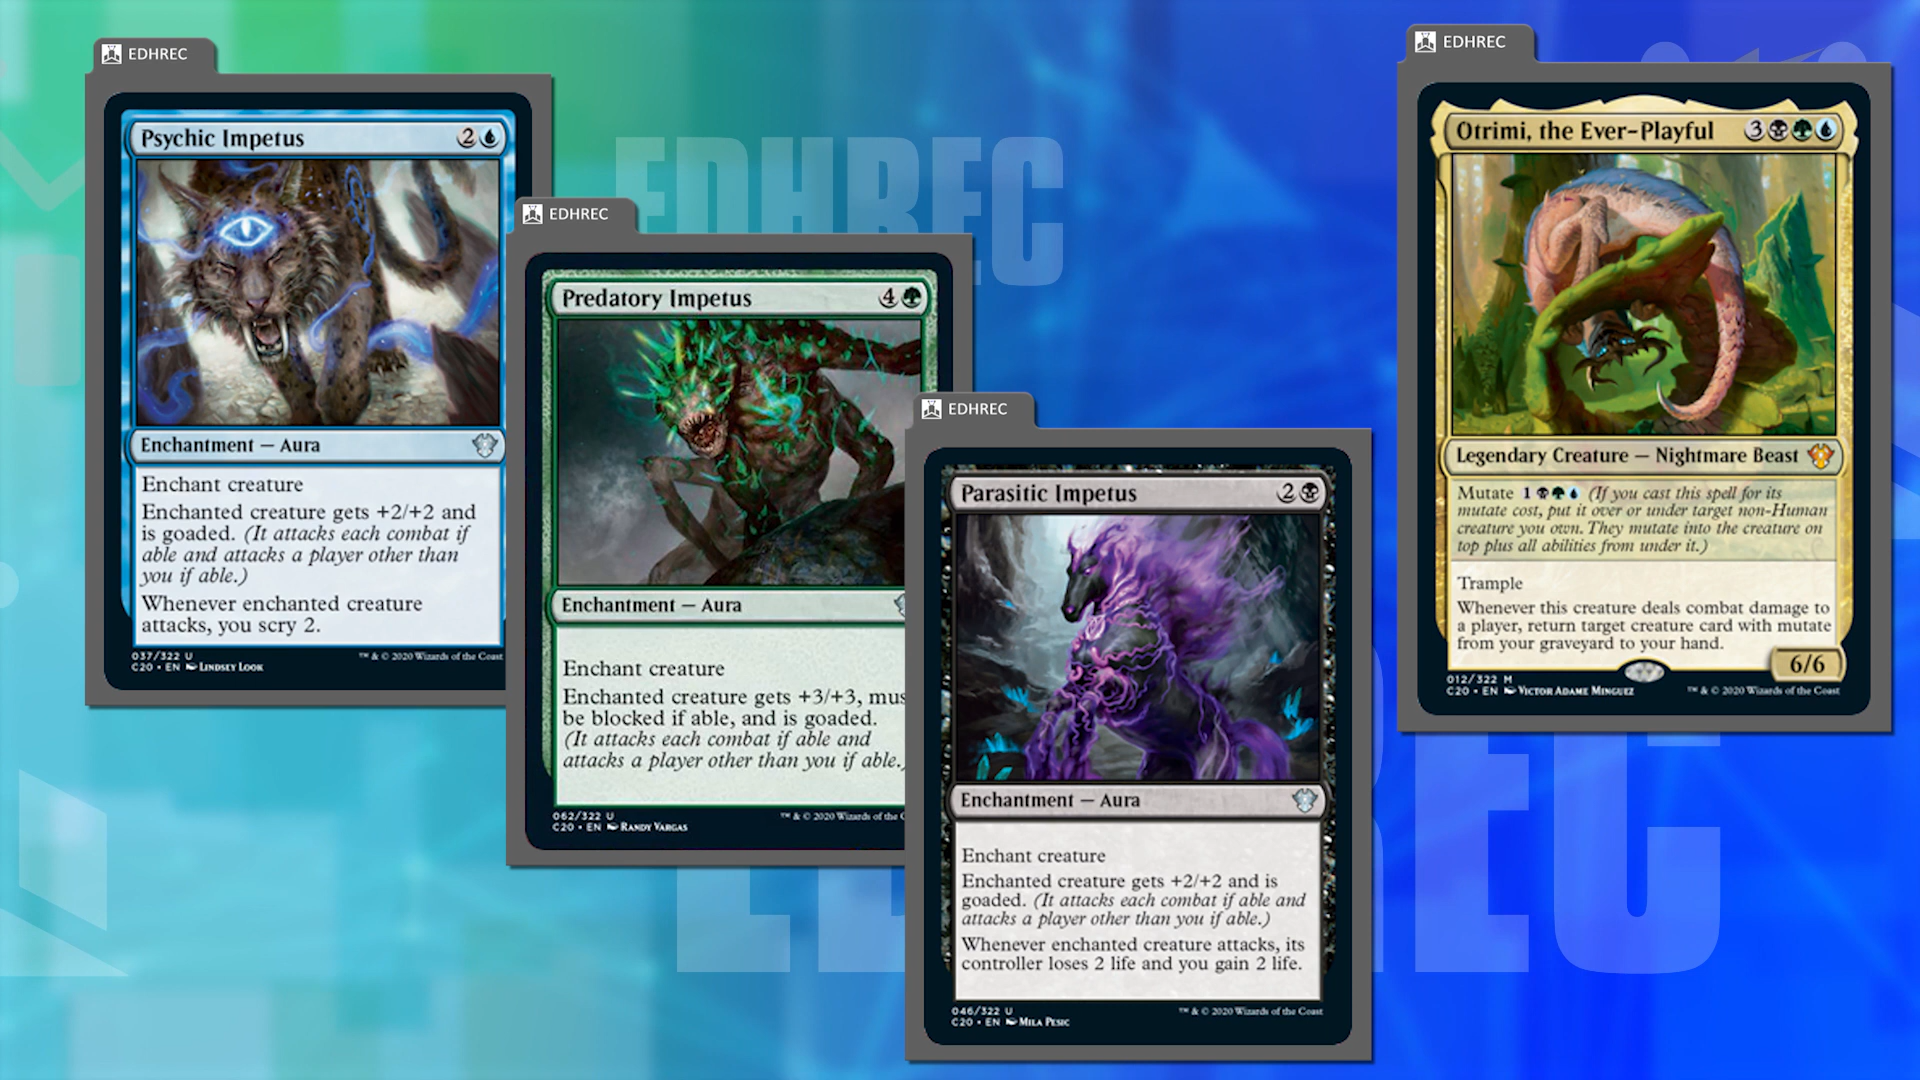 EDHREC
Psychic Impetus 2
Enchantment — Aura
Enchant creature
Enchanted creature gets +2/+2 and
is goaded. (It attacks each combat if
able and attacks a player other than
you if able.)
Whenever enchanted creature
attacks, you scry 2.
037/322 U
C20 • EN LINDSEY LOOK
™ & © 2020 Wizards of the Coast
EDHREC
EDHREC
Predatory Impetus 4
Enchantment — Aura
Enchant creature
Enchanted creature gets +3/+3, mus
be blocked if able, and is goaded.
(It attacks each combat if able and
attacks a player other than you if able.
062/322 U
C20 • EN RANDY VARGAS
™ & © 2020 Wizards of the C
EDHREC
Parasitic Impetus 2
Enchantment — Aura
Enchant creature
Enchanted creature gets +2/+2 and is
goaded. (It attacks each combat if able and
attacks a player other than you if able.)
Whenever enchanted creature attacks, its
controller loses 2 life and you gain 2 life.
046/322 U
C20 • EN MILA PESIC
™ & © 2020 Wizards of the Coast
EDHREC
Otrimi, the Ever-Playful 3
Legendary Creature — Nightmare Beast
Mutate 1 (If you cast this spell for its
mutate cost, put it over or under target non-Human
creature you own. They mutate into the creature on
top plus all abilities from under it.)
Trample
Whenever this creature deals combat damage to
a player, return target creature card with mutate
from your graveyard to your hand.
6/6
012/322 M
C20 • EN VICTOR ADAME MINGUEZ
™ & © 2020 Wizards of the Coast